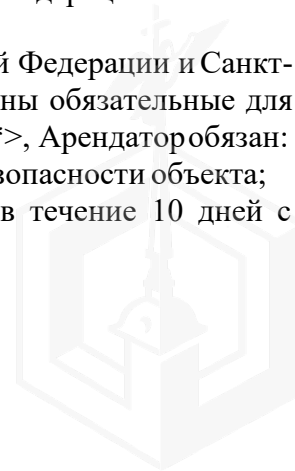 й Федерации и Санкт-
ны обязательные для
>, Арендатор обязан:
зопасности объекта;
в течение 10 дней с